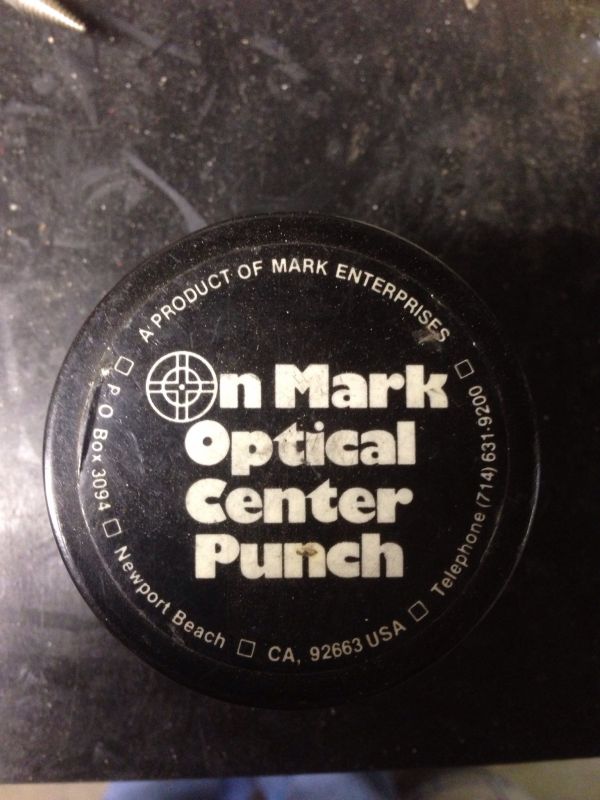 A PRODUCT OF MARK ENTERPRISES
On Mark
Optical
Center
Punch
P O Box 3094 □ Newport Beach □ CA, 92663 USA □ Telephone (714) 631-9200